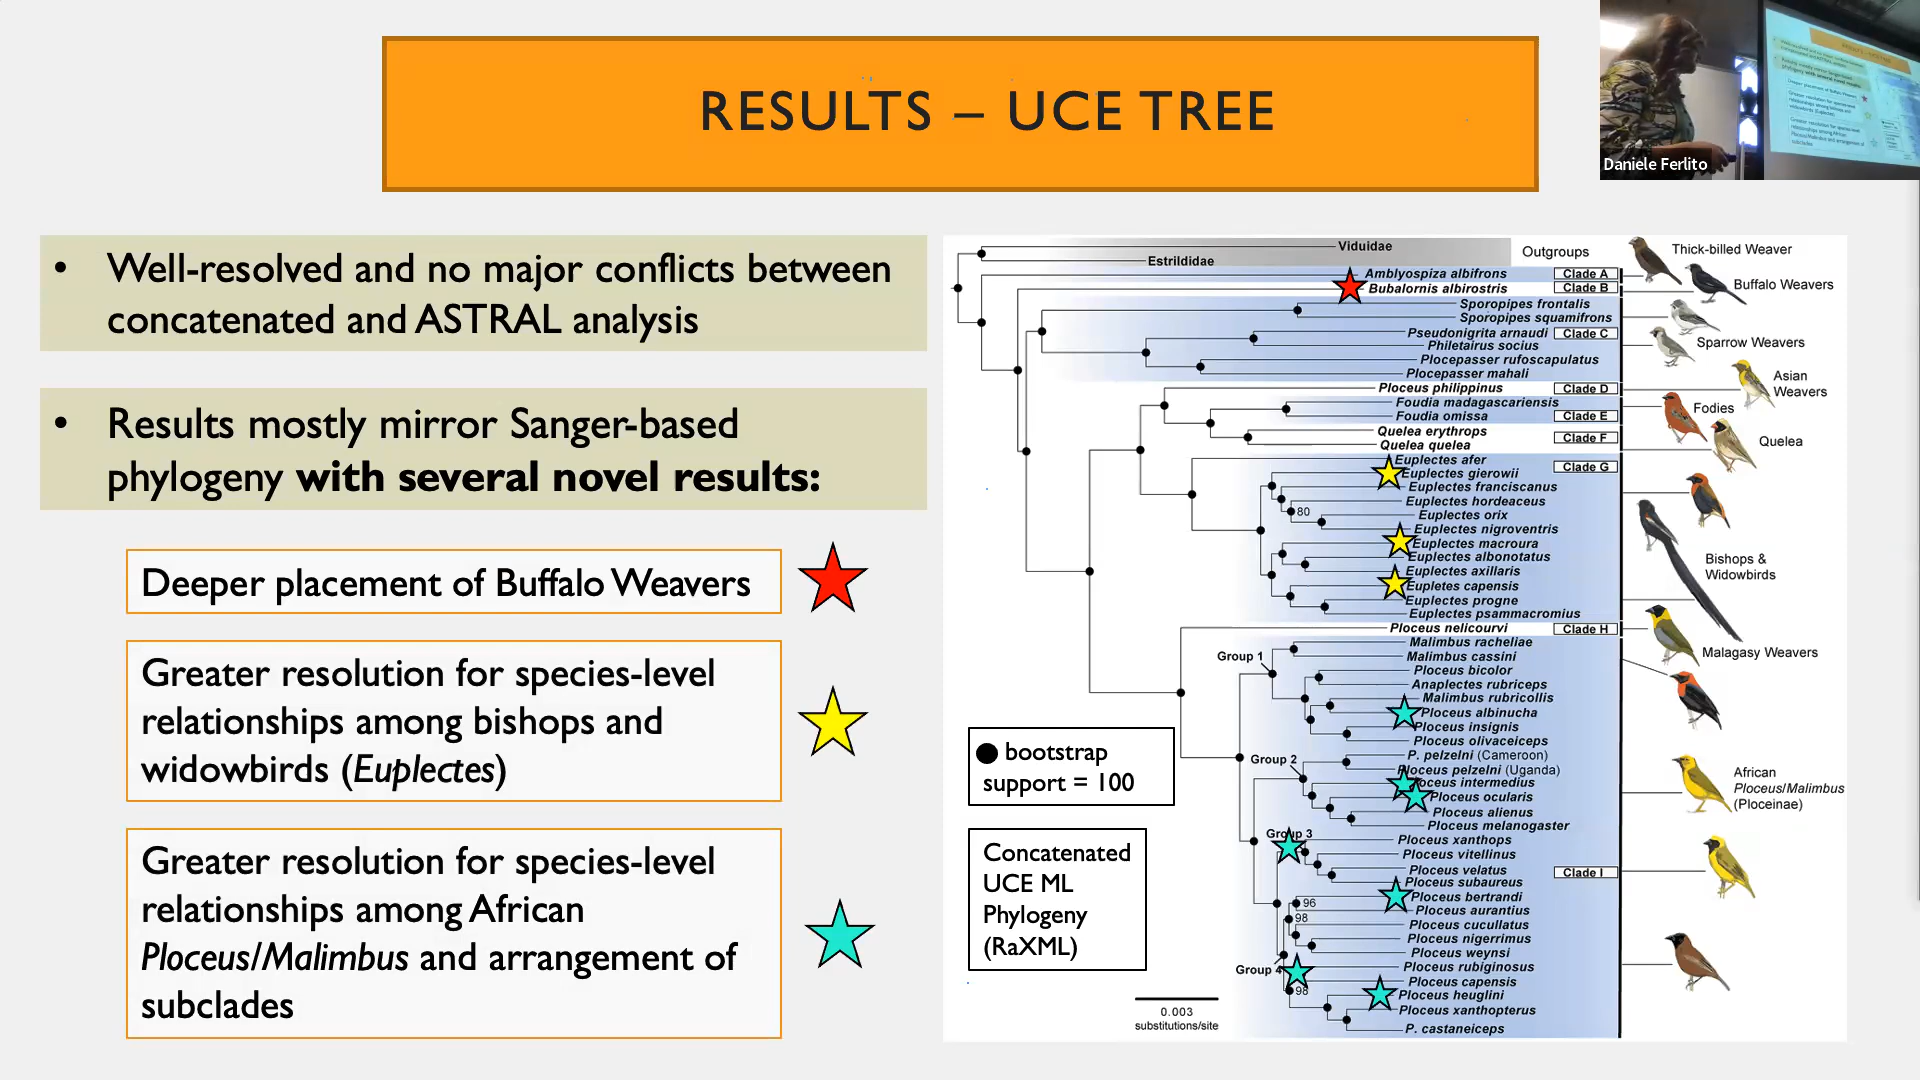 RESULTS – UCE TREE
Daniele Ferlito
• Well-resolved and no major conflicts between
concatenated and ASTRAL analysis
• Results mostly mirror Sanger-based
phylogeny with several novel results:
Deeper placement of Buffalo Weavers
Greater resolution for species-level
relationships among bishops and
widowbirds (Euplectes)
Greater resolution for species-level
relationships among African
Ploceus/Malimbus and arrangement of
subclades
Viduidae
Estrildidae
Outgroups
Amblyospiza albifrons
Clade A
Bubalornis albirostris
Clade B
Sporopipes frontalis
Sporopipes squamifrons
Pseudonigrita arnaudi
Clade C
Philetairus socius
Plocepasser rufoscapulatus
Plocepasser mahali
Ploceus philippinus
Clade D
Foudia madagascariensis
Foudia omissa
Clade E
Quelea erythrops
Clade F
Quelea quelea
Euplectes afer
Clade G
Euplectes gierowii
Euplectes franciscanus
Euplectes hordeaceus
80
Euplectes orix
Euplectes nigroventris
Euplectes macroura
Euplectes albonotatus
Euplectes axillaris
Eupletes capensis
Euplectes progne
Euplectes psammacromius
Ploceus nelicourvi
Clade H
Malimbus racheliae
Group 1
Malimbus cassini
Ploceus bicolor
Anaplectes rubriceps
Malimbus rubricollis
Ploceus albinucha
Ploceus insignis
Ploceus olivaceiceps
P. pelzelni (Cameroon)
Group 2
Ploceus pelzelni (Uganda)
Ploceus intermedius
Ploceus ocularis
Ploceus alienus
Ploceus melanogaster
Group 3
Ploceus xanthops
Ploceus vitellinus
Ploceus velatus
Clade I
Ploceus subaureus
Ploceus bertrandi
96
Ploceus aurantius
98
Ploceus cucullatus
Ploceus nigerrimus
Ploceus weynsi
Ploceus rubiginosus
Group 4
Ploceus capensis
98
Ploceus heuglini
Ploceus xanthopterus
P. castaneiceps
Thick-billed Weaver
Buffalo Weavers
Sparrow Weavers
Asian
Weavers
Fodies
Quelea
Bishops &
Widowbirds
Malagasy Weavers
African
Ploceus/Malimbus
(Ploceinae)
bootstrap
support = 100
Concatenated
UCE ML
Phylogeny
(RaXML)
0.003
substitutions/site